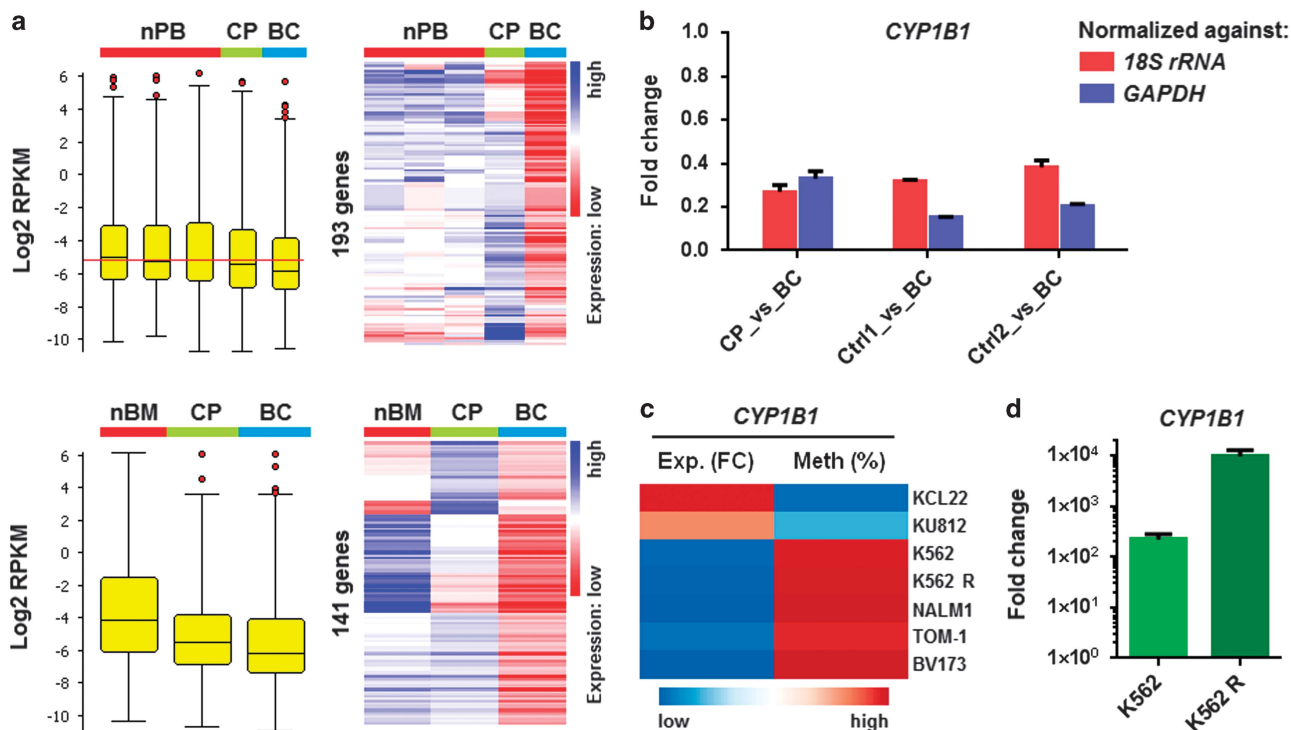 a
nPB CP BC
6
4
2
0
-2
-4
-6
-8
-10
Log2 RPKM
nPB CP BC
193 genes
high
Expression: low
b
CYP1B1
Normalized against:
18S rRNA
GAPDH
Fold change
1.0
0.8
0.6
0.4
0.2
0.0
CP_vs_BC
Ctrl1_vs_BC
Ctrl2_vs_BC
nBM CP BC
6
4
2
0
-2
-4
-6
-8
-10
Log2 RPKM
nBM CP BC
141 genes
high
Expression: low
c
CYP1B1
Exp. (FC) Meth (%)
KCL22
KU812
K562
K562 R
NALM1
TOM-1
BV173
low high
d
CYP1B1
Fold change
1×10⁴
1×10³
1×10²
1×10¹
1×10⁰
K562
K562 R